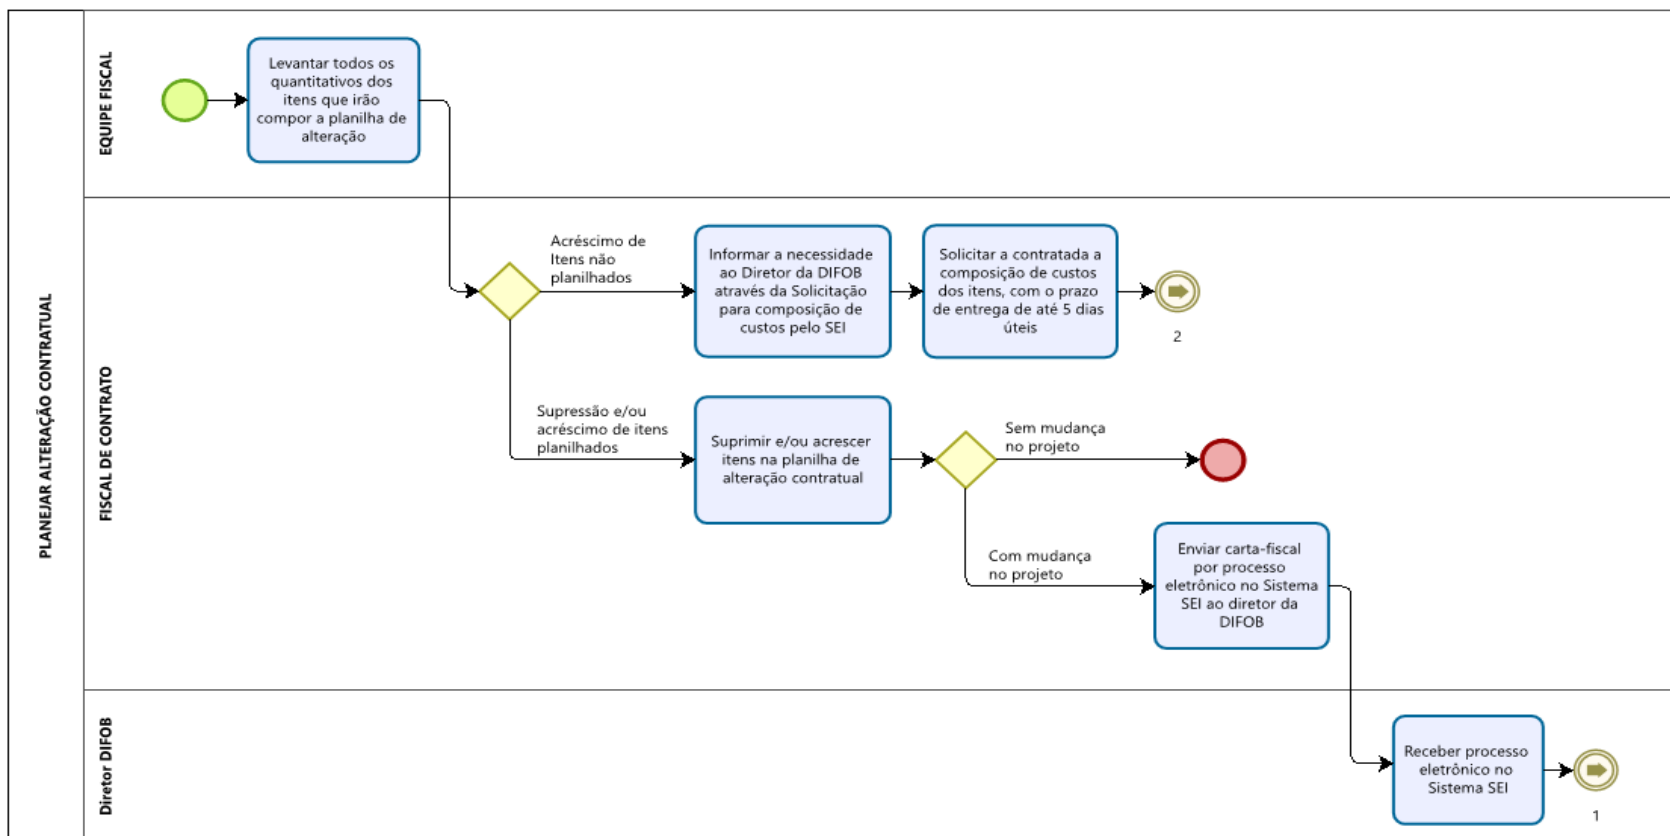 PLANEJAR ALTERAÇÃO CONTRATUAL
EQUIPE FISCAL
Levantar todos os
quantitativos dos
itens que irão
compor a planilha de
alteração
FISCAL DE CONTRATO
Acréscimo de
Itens não
planilhados
Informar a necessidade
ao Diretor da DIFOB
através da Solicitação
para composição de
custos pelo SEI
Solicitar a contratada a
composição de custos
dos itens, com o prazo
de entrega de até 5 dias
úteis
2
Supressão e/ou
acréscimo de itens
planilhados
Suprimir e/ou acrescer
itens na planilha de
alteração contratual
Sem mudança
no projeto
Com mudança
no projeto
Enviar carta-fiscal
por processo
eletrônico no Sistema
SEI ao diretor da
DIFOB
Diretor DIFOB
Receber processo
eletrônico no
Sistema SEI
1